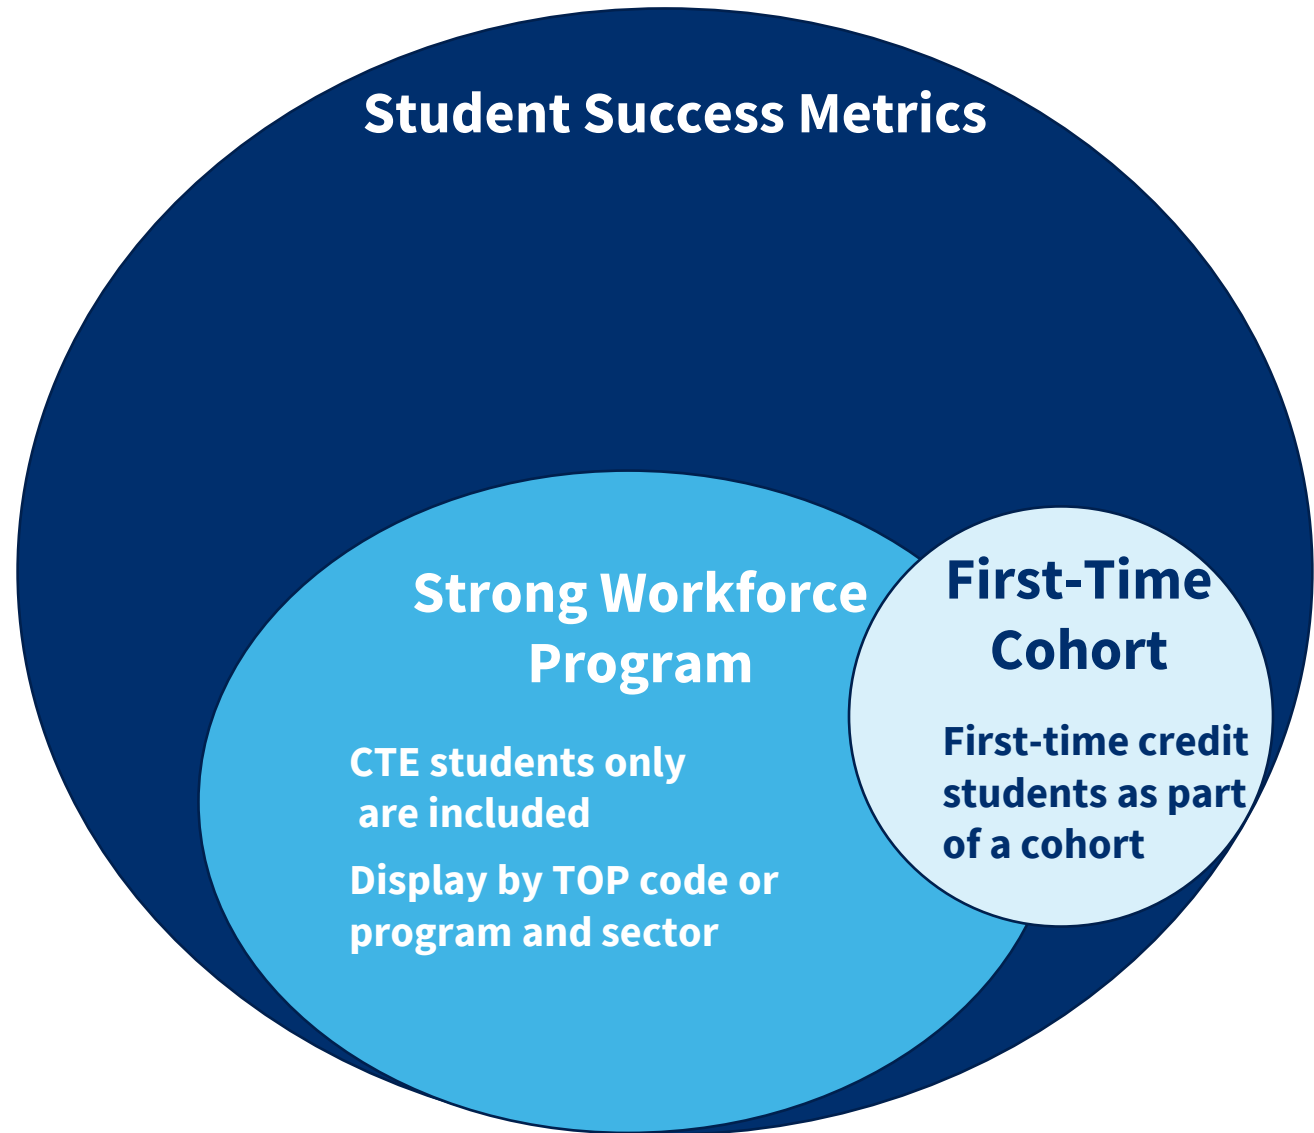 Student Success Metrics
Strong Workforce
Program
CTE students only
are included
Display by TOP code or
program and sector
First-Time
Cohort
First-time credit
students as part
of a cohort